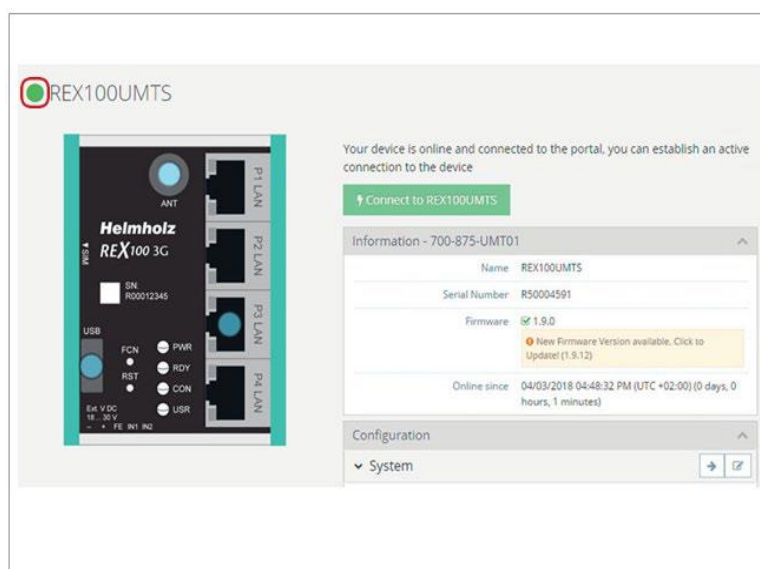 REX100UMTS
ANT
P1 LAN
P2 LAN
P3 LAN
P4 LAN
Helmholz
REX100 3G
SIM
SN:
R00012345
USB
FCN
RST
PWR
RDY
CON
USR
Ext. V DC
18 ... 30 V
– + FE IN1 IN2
Your device is online and connected to the portal, you can establish an active
connection to the device
Connect to REX100UMTS
Information - 700-875-UMT01
Name REX100UMTS
Serial Number R50004591
Firmware 1.9.0
New Firmware Version available. Click to
Update! (1.9.12)
Online since 04/03/2018 04:48:32 PM (UTC +02:00) (0 days, 0
hours, 1 minutes)
Configuration
System